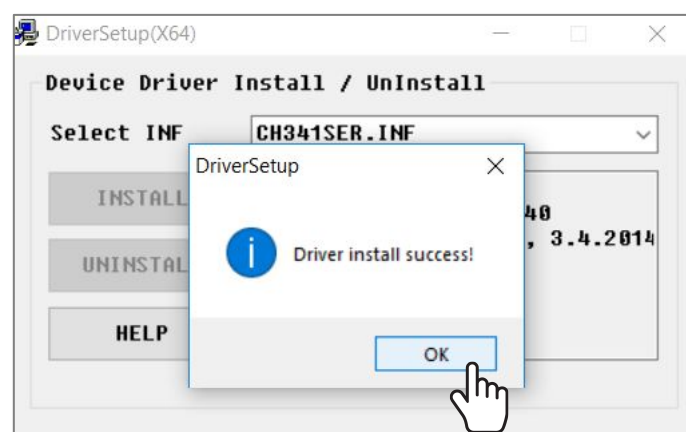 DriverSetup(X64)
Device Driver Install / UnInstall
Select INF
CH341SER.INF
DriverSetup
INSTALL
40
, 3.4.2014
Driver install success!
UNINSTAL
HELP
OK